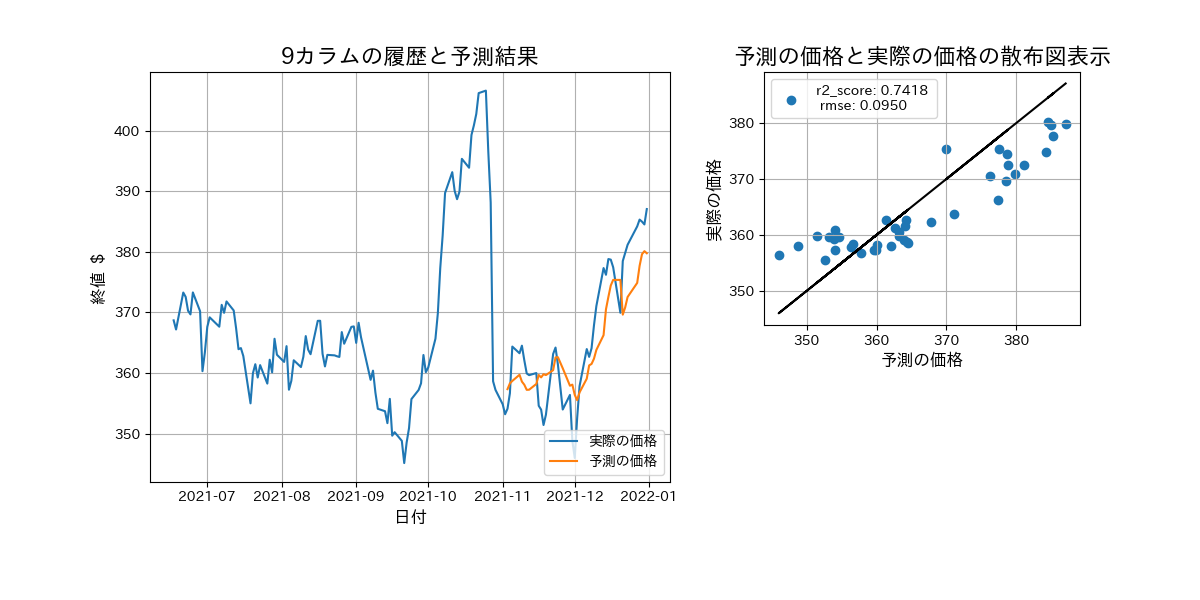 9カラムの履歴と予測結果
終値 $
400
390
380
370
360
350
2021-07 2021-08 2021-09 2021-10 2021-11 2021-12 2022-01
日付
実際の価格
予測の価格
予測の価格と実際の価格の散布図表示
r2_score: 0.7418
rmse: 0.0950
実際の価格
380
370
360
350
350 360 370 380
予測の価格